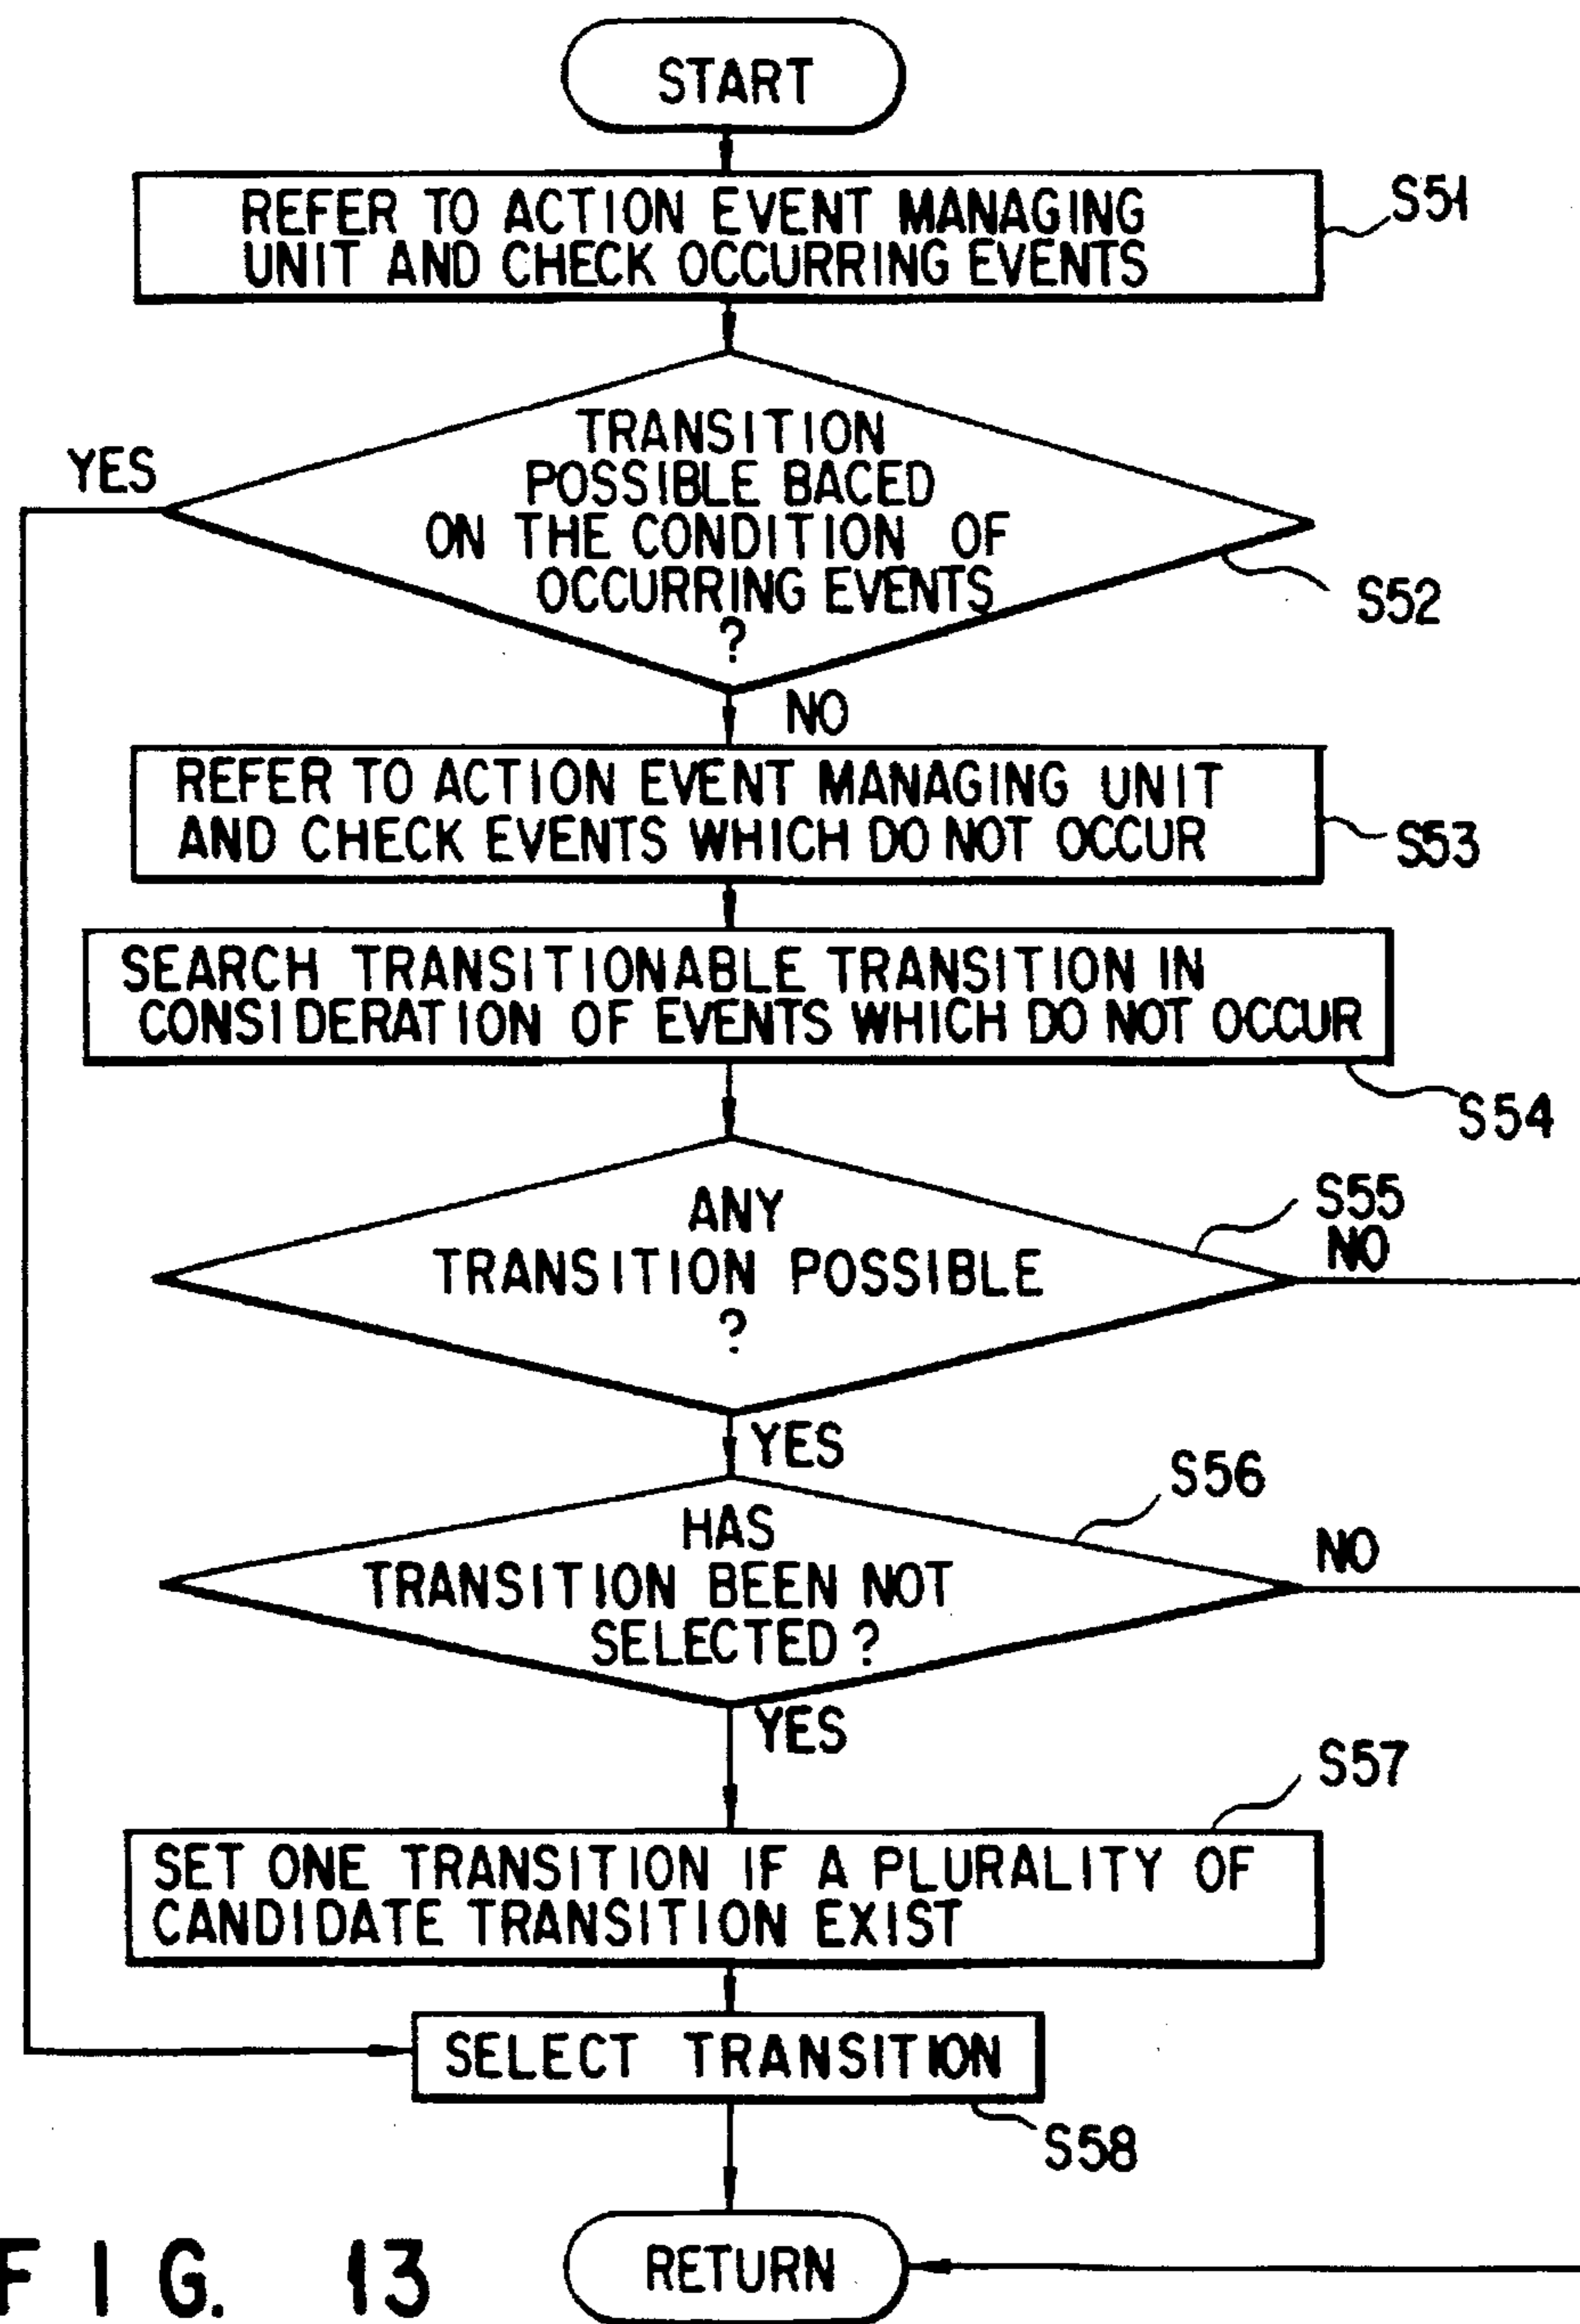 START
REFER TO ACTION EVENT MANAGING
UNIT AND CHECK OCCURRING EVENTS
S51
TRANSITION
POSSIBLE BACED
ON THE CONDITION OF
OCCURRING EVENTS
?
YES
S52
NO
REFER TO ACTION EVENT MANAGING UNIT
AND CHECK EVENTS WHICH DO NOT OCCUR
S53
SEARCH TRANSITIONABLE TRANSITION IN
CONSIDERATION OF EVENTS WHICH DO NOT OCCUR
S54
ANY
TRANSITION POSSIBLE
?
S55
NO
YES
HAS
TRANSITION BEEN NOT
SELECTED ?
S56
NO
YES
S57
SET ONE TRANSITION IF A PLURALITY OF
CANDIDATE TRANSITION EXIST
SELECT TRANSITION
S58
RETURN
FIG. 13